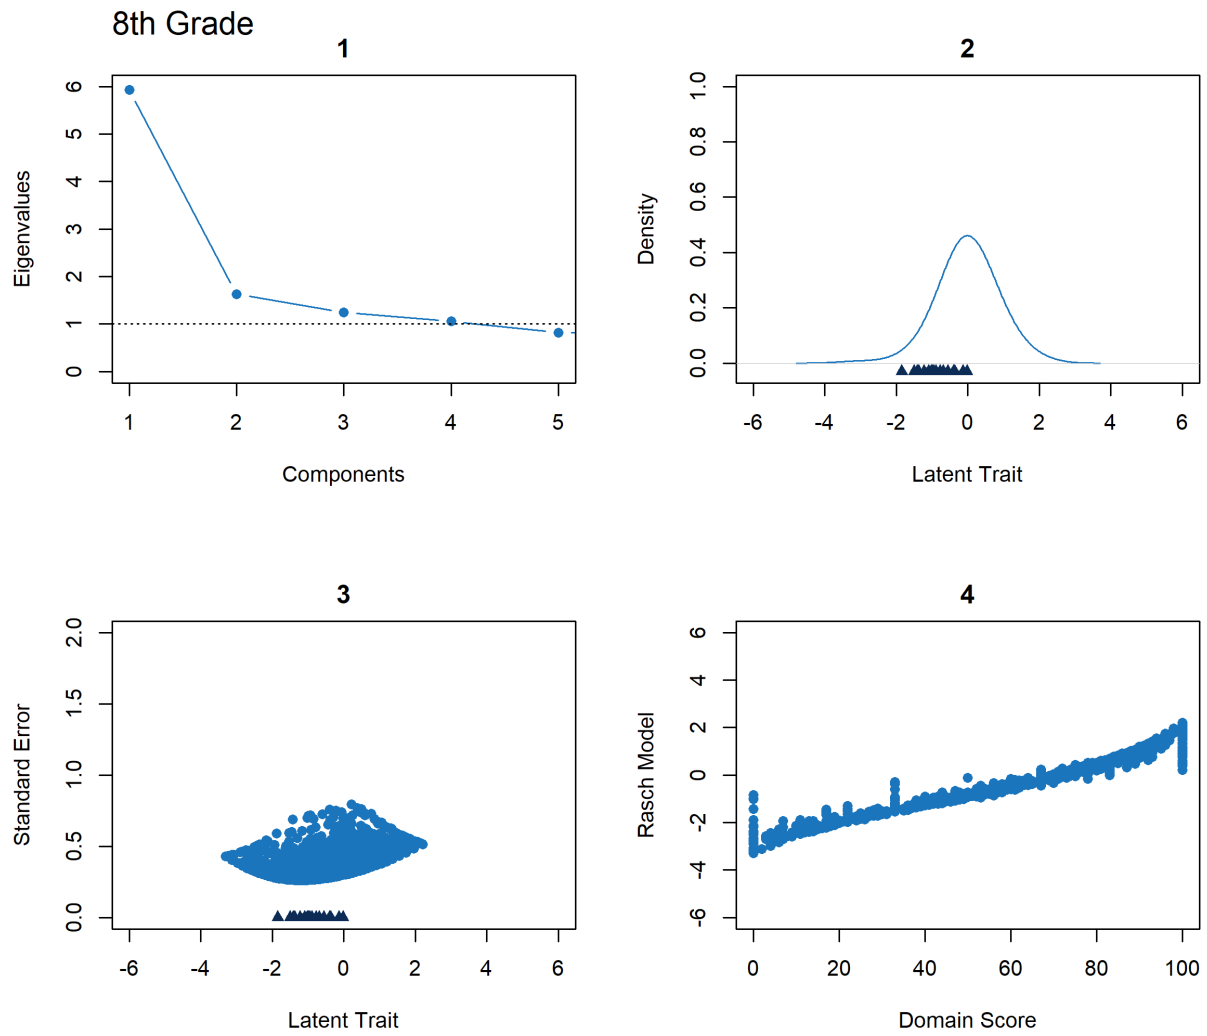 8th Grade
1
6
5
4
3
2
1
0
Eigenvalues
1 2 3 4 5
Components
2
1.0
0.8
0.6
0.4
0.2
0.0
Density
-6 -4 -2 0 2 4 6
Latent Trait
3
2.0
1.5
1.0
0.5
0.0
Standard Error
-6 -4 -2 0 2 4 6
Latent Trait
4
6
4
2
0
-2
-4
-6
Rasch Model
0 20 40 60 80 100
Domain Score